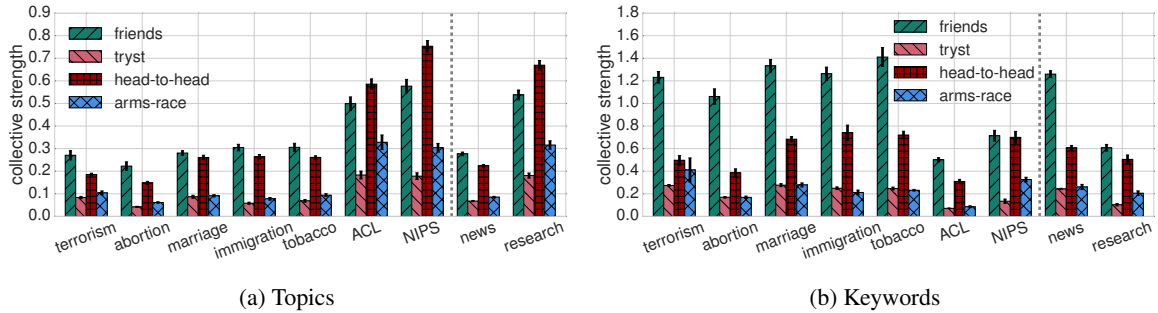 0.9
0.8
0.7
0.6
0.5
0.4
0.3
0.2
0.1
0.0
collective strength
friends
tryst
head-to-head
arms-race
terrorism abortion marriage immigration tobacco ACL NIPS news research
(a) Topics
1.8
1.6
1.4
1.2
1.0
0.8
0.6
0.4
0.2
0.0
collective strength
friends
tryst
head-to-head
arms-race
terrorism abortion marriage immigration tobacco ACL NIPS news research
(b) Keywords